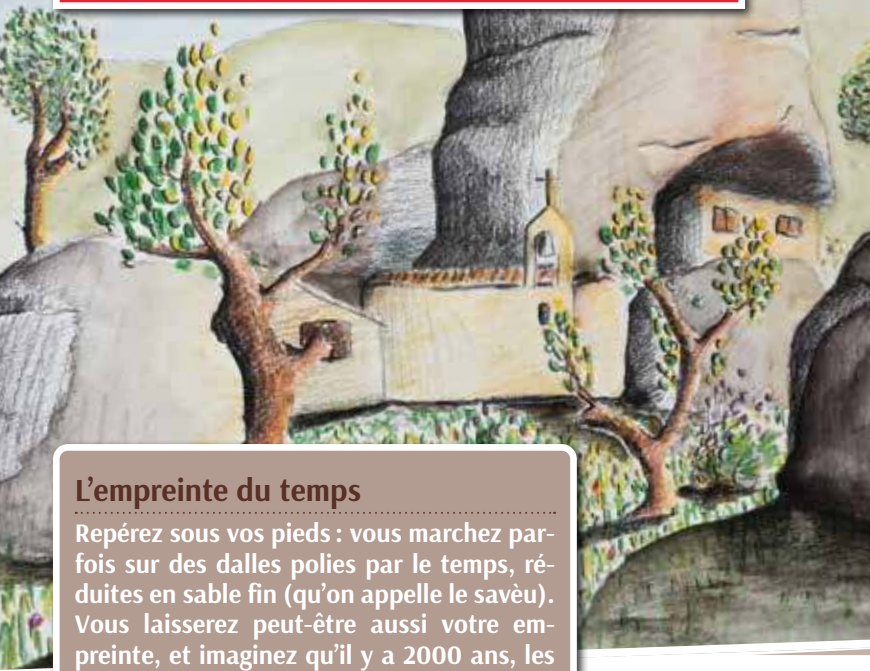 L'empreinte du temps
Repérez sous vos pieds : vous marchez par-
fois sur des dalles polies par le temps, ré-
duites en sable fin (qu'on appelle le savèu).
Vous laisserez peut-être aussi votre em-
preinte, et imaginez qu'il y a 2000 ans, les